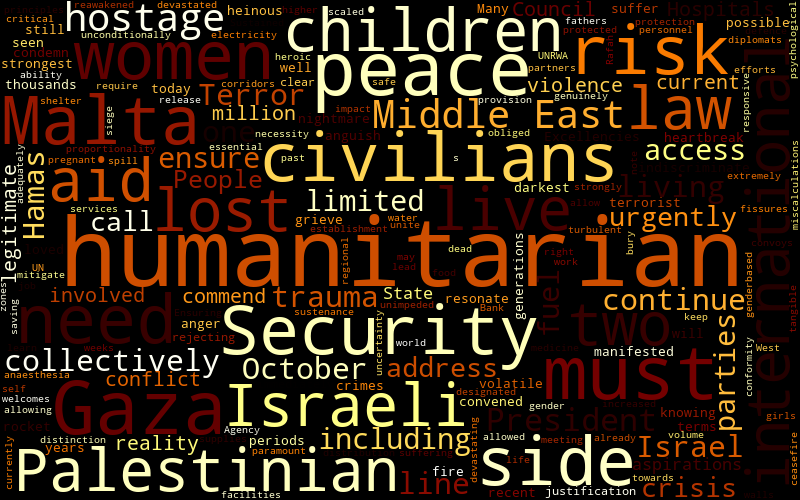 reawakened devastated heinous Many Council suffer Hospitals
hostage children possible
critical unconditionally scaled higher fathers protection
still electricity protected personnel diplomats
seen women heroic UNRWA risk psychological
condemn corridors well partners Rafah efforts
strongest peace violence current
ability today Terror clear safe genuinely
thousands require release million impact provision
shelter Malta nightmare Middle East law responsive
siege one necessity obliged
proportionality essential anguish access heartbreak
adequately pregnant spill ensure past civilians s darkest strongly extremely miscalculations
Hamas aid People limited living
legitimate services lost grieve water live allow terrorist
call establishment unite urgently fissures
humanitarian dead turbulent international
UN regional may generations right bury convoys
mitigate lead food work genderbased
zones involved commend trauma State resonate fuel continue
saving need anger unimpeded Bank two keep tangible
rejecting sustenance Security will
weeks uncertainty world medicine parties West
collectively October address manifested must conformity
anaesthesia conflict crimes volatile
self designated
welcomes Gaza Israeli convened gender increased knowing girls
allowing President
rocket Agency terms
distinction reality periods including allowed meeting already volume ceasefire
years paramount suffering life Israel
currently Palestinian fire devastating side towards aspirations
line recent justification crisis
facilities